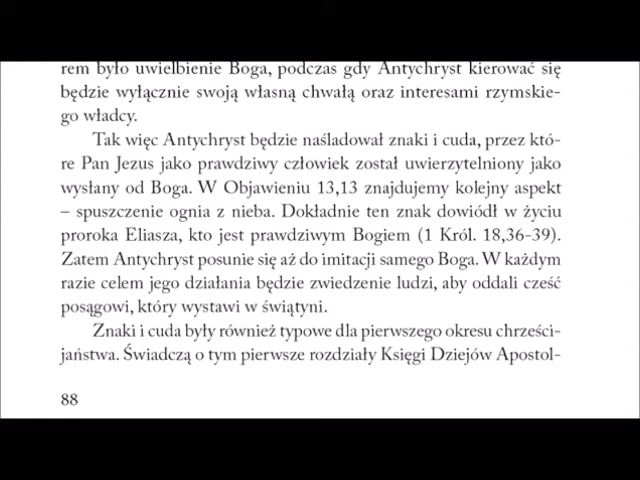 rem było uwielbienie Boga, podczas gdy Antychryst kierować się
będzie wyłącznie swoją własną chwałą oraz interesami rzymskie-
go władcy.
Tak więc Antychryst będzie naśladował znaki i cuda, przez któ-
re Pan Jezus jako prawdziwy człowiek został uwierzytelniony jako
wysłany od Boga. W Objawieniu 13,13 znajdujemy kolejny aspekt
– spuszczenie ognia z nieba. Dokładnie ten znak dowiódł w życiu
proroka Eliasza, kto jest prawdziwym Bogiem (1 Król. 18,36-39).
Zatem Antychryst posunie się aż do imitacji samego Boga. W każdym
razie celem jego działania będzie zwiedzenie ludzi, aby oddali cześć
posągowi, który wystawi w świątyni.
Znaki i cuda były również typowe dla pierwszego okresu chrześci-
jaństwa. Świadczą o tym pierwsze rozdziały Księgi Dziejów Apostol-
88